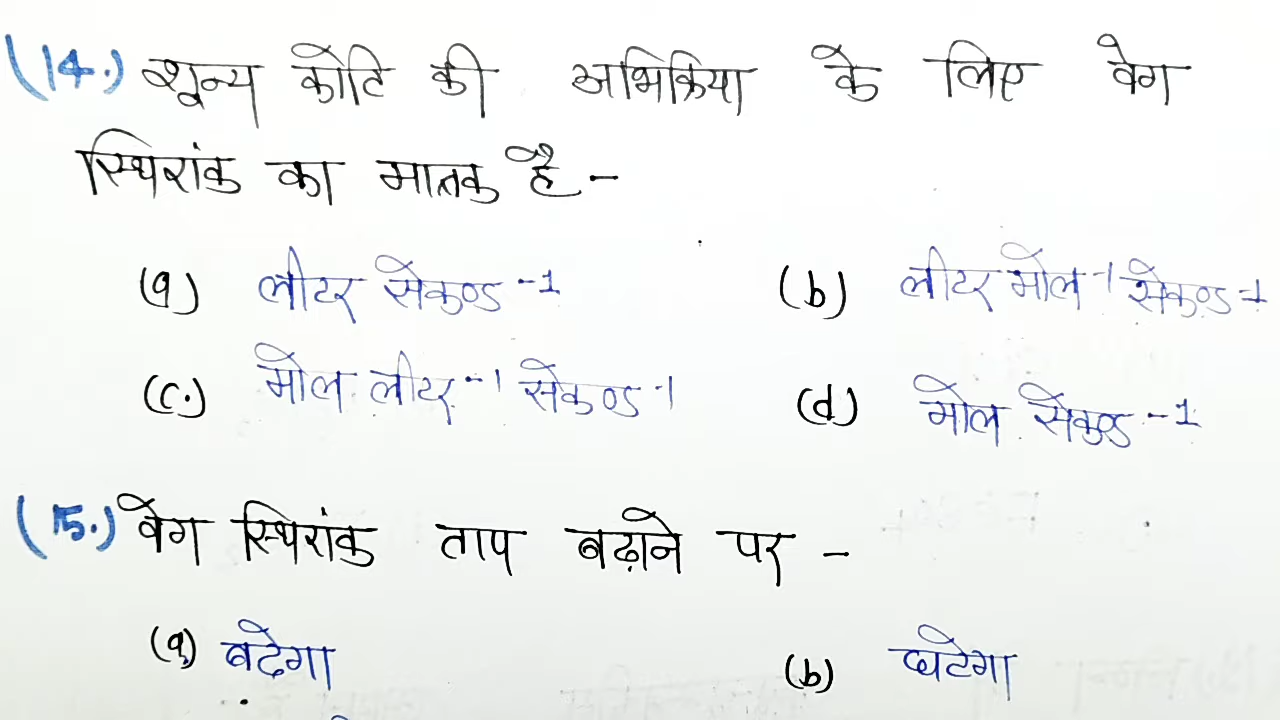 (14.) शून्य कोटि की अभिक्रिया के लिए वेग
स्थिरांक का मात्रक है -
(a) लीटर सेकण्ड -1 (b) लीटर मोल -1 सेकण्ड -1
(c.) मोल लीटर -1 सेकण्ड -1 (d) मोल सेकण्ड -1
(15.) वेग स्थिरांक ताप बढ़ाने पर -
(a) बढेगा (b) घटेगा